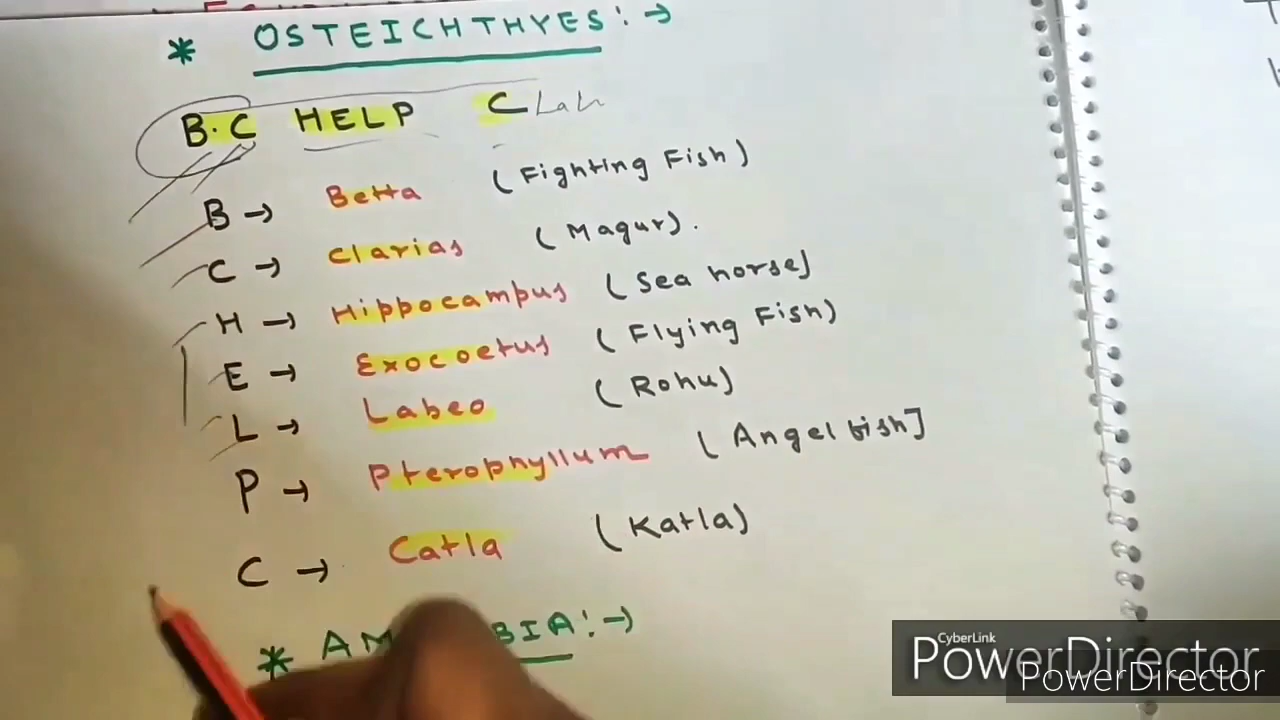 * OSTEICHTHYES:→
B.C HELP C
B → Betta (Fighting Fish)
C → Clarias (Magur).
H → Hippocampus (Sea horse]
E → Exocoetus (Flying Fish)
L → Labeo (Rohu)
P → Pterophyllum (Angel fish]
C → Catla (Katla)
* AM BIA:→
CyberLink
PowerDirector
PowerDirector